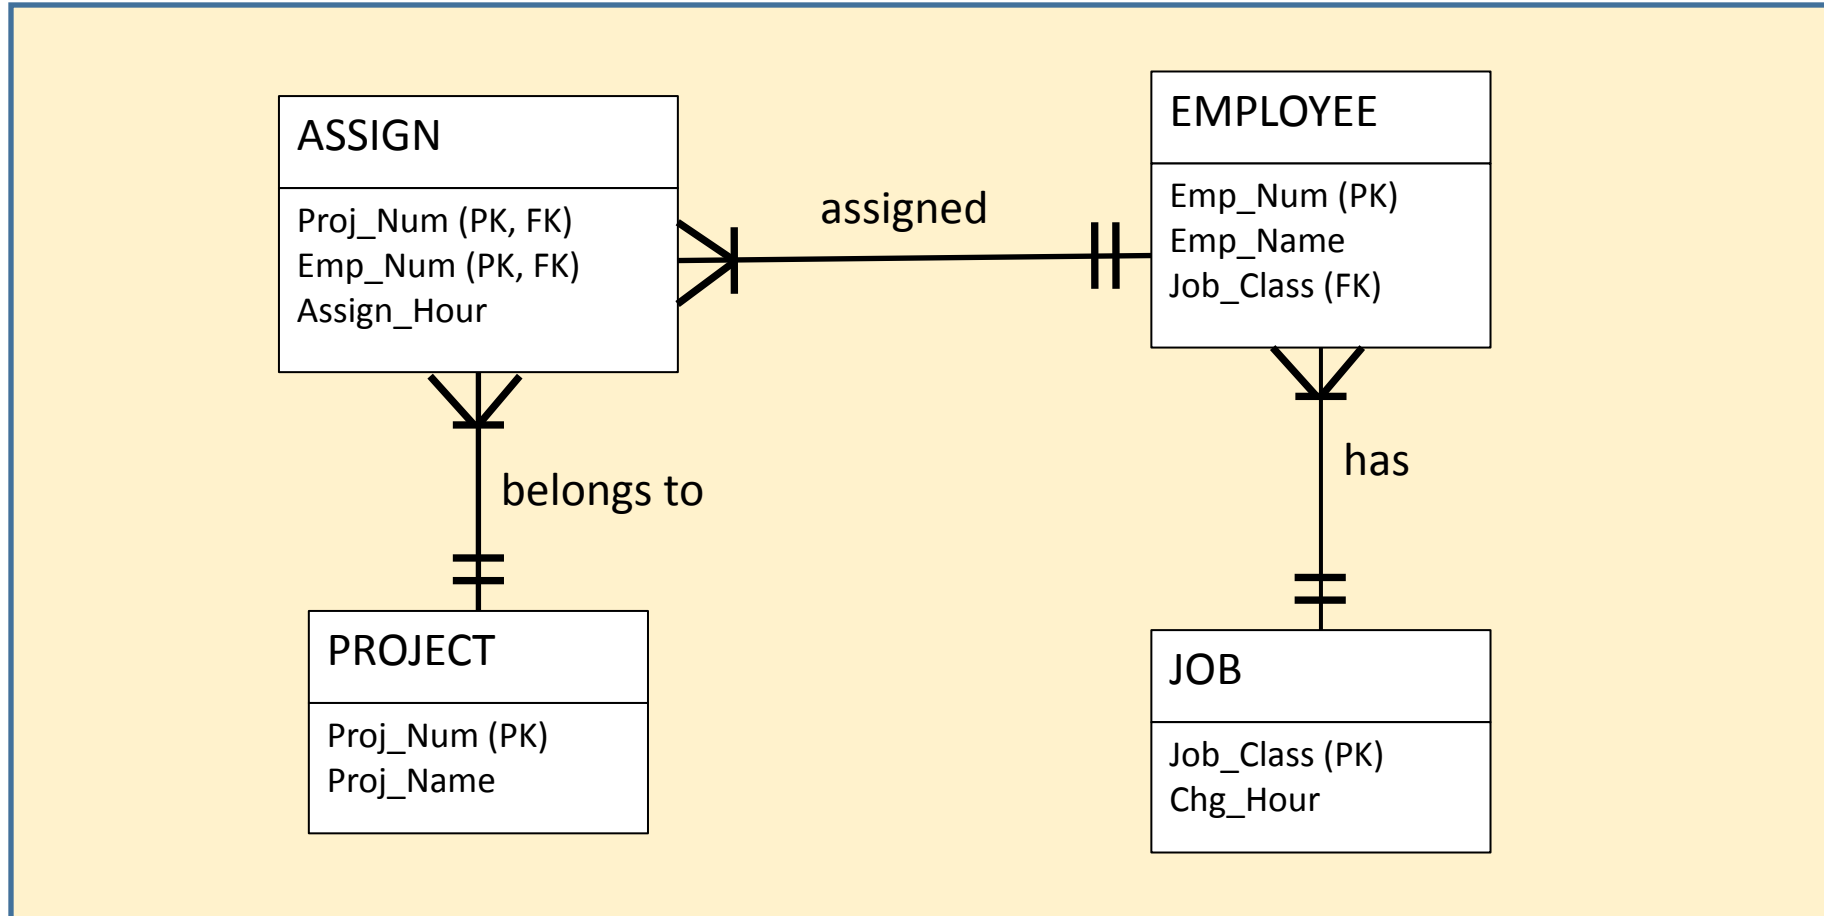 ASSIGN
Proj_Num (PK, FK)
Emp_Num (PK, FK)
Assign_Hour
assigned
EMPLOYEE
Emp_Num (PK)
Emp_Name
Job_Class (FK)
belongs to
has
PROJECT
Proj_Num (PK)
Proj_Name
JOB
Job_Class (PK)
Chg_Hour